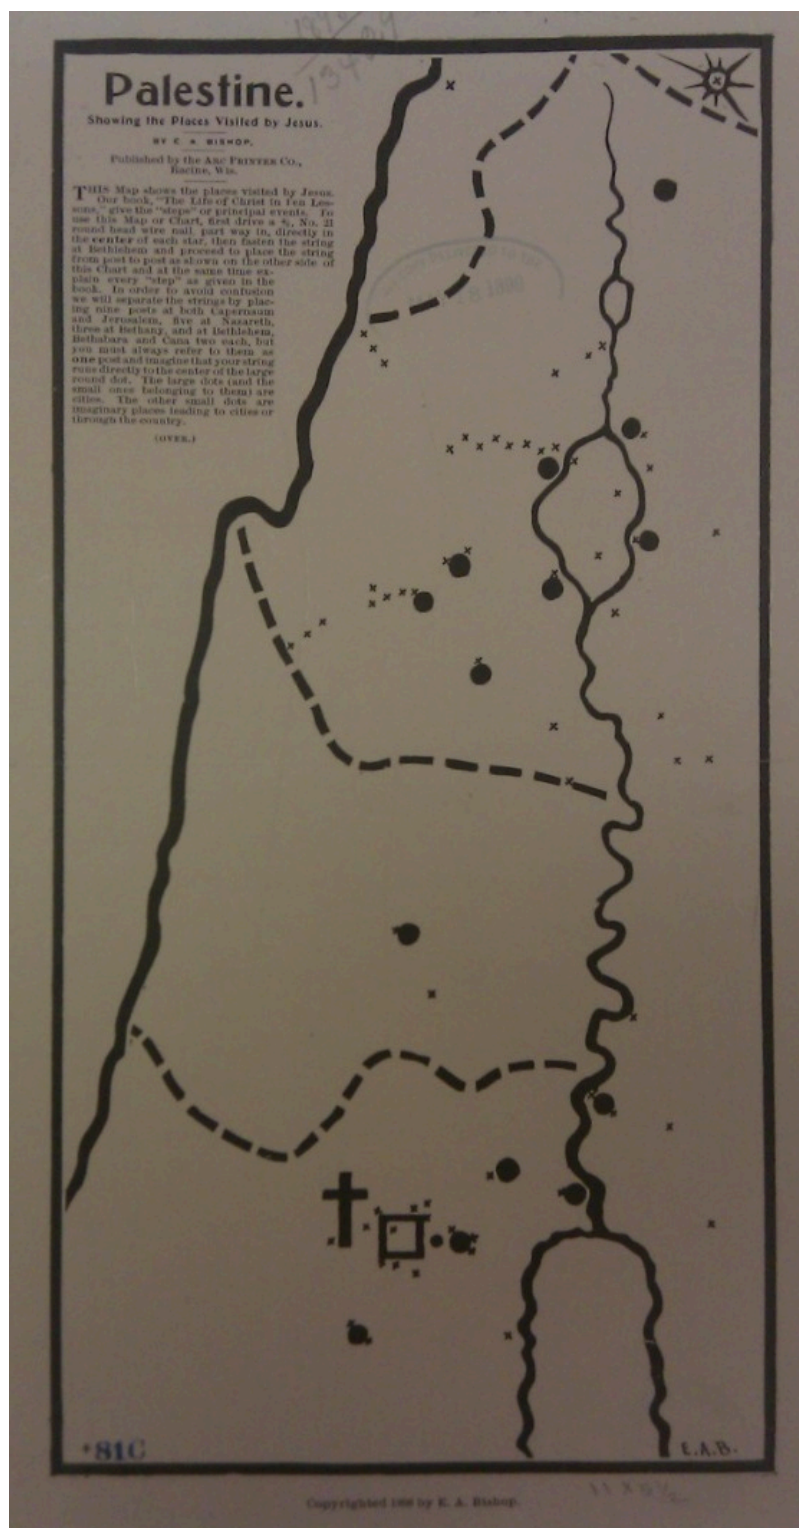 Palestine.
Showing the Places Visited by Jesus.
BY E. A. BISHOP.
Published by the Arc Printer Co.,
Racine, Wis.
THIS Map shows the places visited by Jesus.
Our book, "The Life of Christ in Ten Les-
sons," give the "steps" or principal events. To
use this Map or Chart, first drive a ⅜, No. 21
round head wire nail, part way in, directly in
the center of each star, then fasten the string
at Bethlehem and proceed to place the string
from post to post as shown on the other side of
this Chart and at the same time ex-
plain every "step" as given in the
book. In order to avoid confusion
we will separate the strings by plac-
ing nine posts at both Capernaum
and Jerusalem, five at Nazareth,
three at Bethany, and at Bethlehem,
Bethabara and Cana two each, but
you must always refer to them as
one post and imagine that your string
runs directly to the center of the large
round dot. The large dots (and the
small ones belonging to them) are
cities. The other small dots are
imaginary places leading to cities or
through the country.
(OVER.)
81C
E.A.B.
Copyrighted by E. A. Bishop.